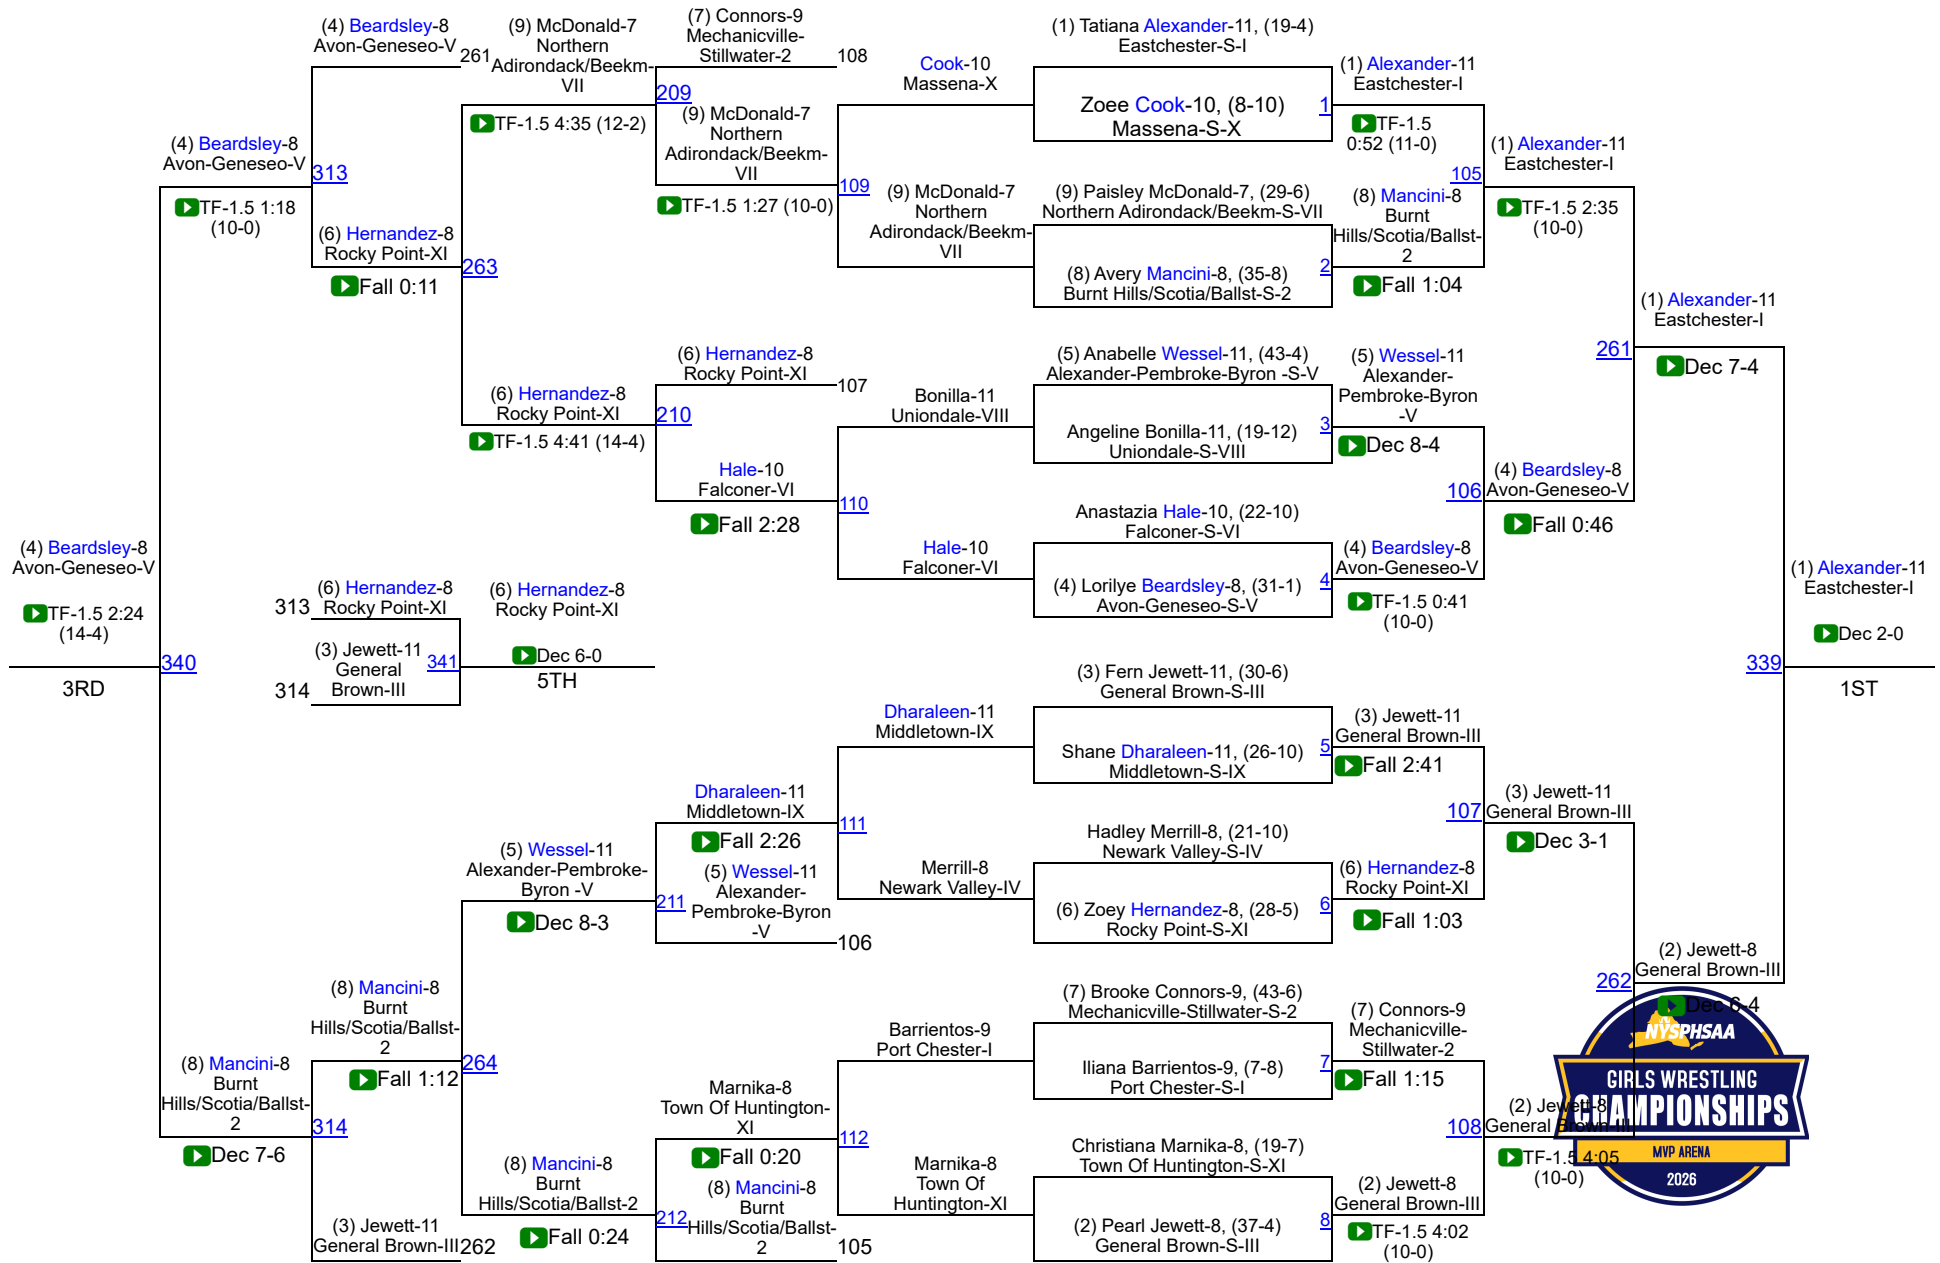 (4) Beardsley-8
Avon-Geneseo-V
261
(9) McDonald-7
Northern
Adirondack/Beekm-
VII
(7) Connors-9
Mechanicville-
Stillwater-2
108
Cook-10
Massena-X
(1) Tatiana Alexander-11, (19-4)
Eastchester-S-I
Zoee Cook-10, (8-10)
Massena-S-X
1
(1) Alexander-11
Eastchester-I
TF-1.5
0:52 (11-0)
209
TF-1.5 4:35 (12-2)
(9) McDonald-7
Northern
Adirondack/Beekm-
VII
TF-1.5 1:27 (10-0)
109
(4) Beardsley-8
Avon-Geneseo-V
313
TF-1.5 1:18
(10-0)
(6) Hernandez-8
Rocky Point-XI
Fall 0:11
263
(9) McDonald-7
Northern
Adirondack/Beekm-
VII
(9) Paisley McDonald-7, (29-6)
Northern Adirondack/Beekm-S-VII
(8) Avery Mancini-8, (35-8)
Burnt Hills/Scotia/Ballst-S-2
2
105
(8) Mancini-8
Burnt
Hills/Scotia/Ballst-
2
Fall 1:04
(1) Alexander-11
Eastchester-I
TF-1.5 2:35
(10-0)
(6) Hernandez-8
Rocky Point-XI
107
(6) Hernandez-8
Rocky Point-XI
210
TF-1.5 4:41 (14-4)
Hale-10
Falconer-VI
Fall 2:28
110
Bonilla-11
Uniondale-VIII
(5) Anabelle Wessel-11, (43-4)
Alexander-Pembroke-Byron -S-V
Angeline Bonilla-11, (19-12)
Uniondale-S-VIII
3
(5) Wessel-11
Alexander-
Pembroke-Byron
-V
Dec 8-4
261
(1) Alexander-11
Eastchester-I
Dec 7-4
Hale-10
Falconer-VI
Anastazia Hale-10, (22-10)
Falconer-S-VI
(4) Lorilye Beardsley-8, (31-1)
Avon-Geneseo-S-V
4
106
(4) Beardsley-8
Avon-Geneseo-V
TF-1.5 0:41
(10-0)
(4) Beardsley-8
Avon-Geneseo-V
Fall 0:46
(4) Beardsley-8
Avon-Geneseo-V
TF-1.5 2:24
(14-4)
340
3RD
313
(6) Hernandez-8
Rocky Point-XI
(3) Jewett-11
General
Brown-III
314
341
(6) Hernandez-8
Rocky Point-XI
Dec 6-0
5TH
(1) Alexander-11
Eastchester-I
Dec 2-0
339
1ST
Dharaleen-11
Middletown-IX
(3) Fern Jewett-11, (30-6)
General Brown-S-III
Shane Dharaleen-11, (26-10)
Middletown-S-IX
5
(3) Jewett-11
General Brown-III
Fall 2:41
Dharaleen-11
Middletown-IX
Fall 2:26
111
(5) Wessel-11
Alexander-Pembroke-
Byron -V
Dec 8-3
211
(5) Wessel-11
Alexander-
Pembroke-Byron
-V
106
Merrill-8
Newark Valley-IV
Hadley Merrill-8, (21-10)
Newark Valley-S-IV
(6) Zoey Hernandez-8, (28-5)
Rocky Point-S-XI
6
107
(6) Hernandez-8
Rocky Point-XI
Fall 1:03
(3) Jewett-11
General Brown-III
Dec 3-1
262
(2) Jewett-8
General Brown-III
Dec 6-4
(8) Mancini-8
Burnt
Hills/Scotia/Ballst-
2
Fall 1:12
264
(8) Mancini-8
Burnt
Hills/Scotia/Ballst-
2
Dec 7-6
314
Barrientos-9
Port Chester-I
(7) Brooke Connors-9, (43-6)
Mechanicville-Stillwater-S-2
Iliana Barrientos-9, (7-8)
Port Chester-S-I
7
(7) Connors-9
Mechanicville-
Stillwater-2
Fall 1:15
Marnika-8
Town Of Huntington-
XI
Fall 0:20
112
(8) Mancini-8
Burnt
Hills/Scotia/Ballst-2
Fall 0:24
212
(8) Mancini-8
Burnt
Hills/Scotia/Ballst-
2
105
Marnika-8
Town Of
Huntington-XI
Christiana Marnika-8, (19-7)
Town Of Huntington-S-XI
(2) Pearl Jewett-8, (37-4)
General Brown-S-III
8
108
(2) Jewett-8
General Brown-III
TF-1.5 4:02
(10-0)
(2) Jewett-8
General Brown-III
TF-1.5 4:05
(10-0)
(3) Jewett-11
General Brown-III
262
NYSPHSAA
GIRLS WRESTLING
CHAMPIONSHIPS
MVP ARENA
2026